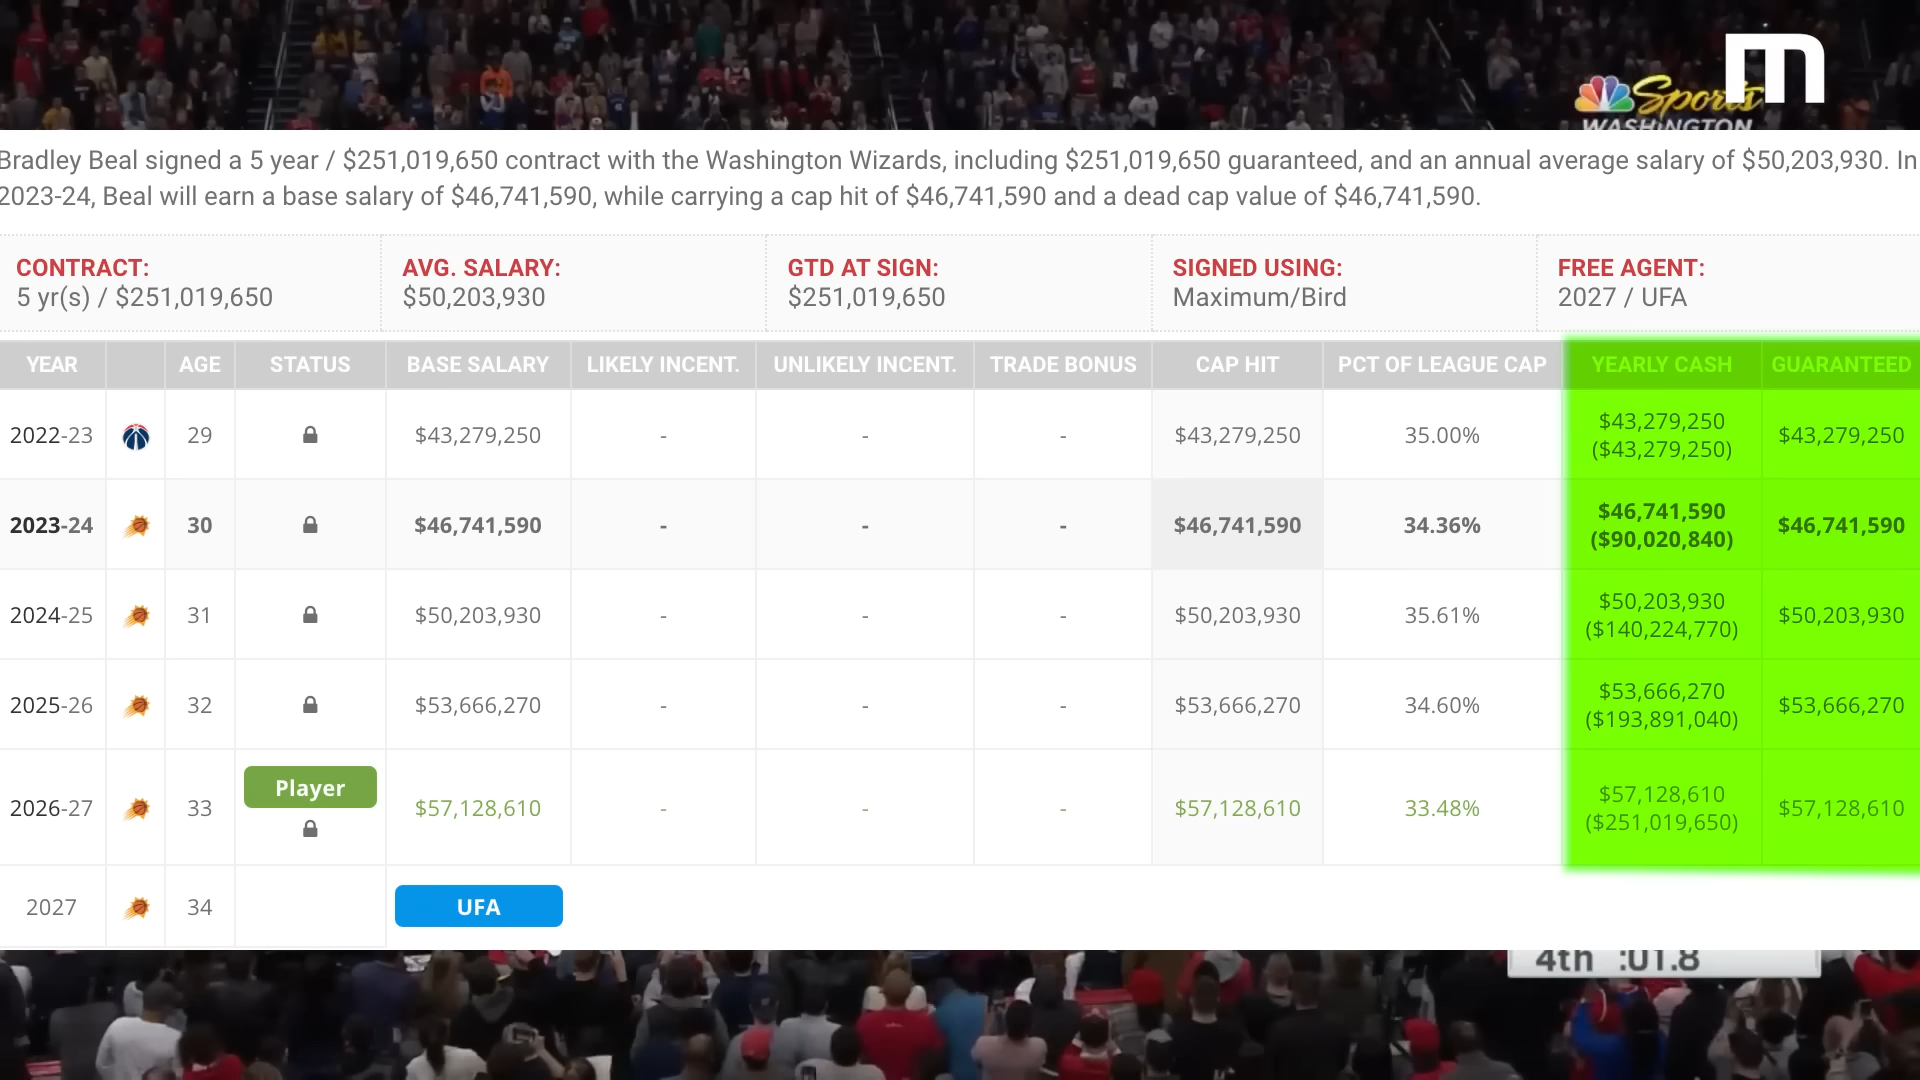 Sports
WASHINGTON
m
Bradley Beal signed a 5 year / $251,019,650 contract with the Washington Wizards, including $251,019,650 guaranteed, and an annual average salary of $50,203,930. In
2023-24, Beal will earn a base salary of $46,741,590, while carrying a cap hit of $46,741,590 and a dead cap value of $46,741,590.
CONTRACT: AVG. SALARY: GTD AT SIGN: SIGNED USING: FREE AGENT:
5 yr(s) / $251,019,650 $50,203,930 $251,019,650 Maximum/Bird 2027 / UFA
YEAR AGE STATUS BASE SALARY LIKELY INCENT. UNLIKELY INCENT. TRADE BONUS CAP HIT PCT OF LEAGUE CAP YEARLY CASH GUARANTEED
2022-23 29 $43,279,250 - - - $43,279,250 35.00% $43,279,250 $43,279,250
($43,279,250)
2023-24 30 $46,741,590 - - - $46,741,590 34.36% $46,741,590 $46,741,590
($90,020,840)
2024-25 31 $50,203,930 - - - $50,203,930 35.61% $50,203,930 $50,203,930
($140,224,770)
2025-26 32 $53,666,270 - - - $53,666,270 34.60% $53,666,270 $53,666,270
($193,891,040)
2026-27 33 Player $57,128,610 - - - $57,128,610 33.48% $57,128,610 $57,128,610
($251,019,650)
2027 34 UFA
4th :01.8